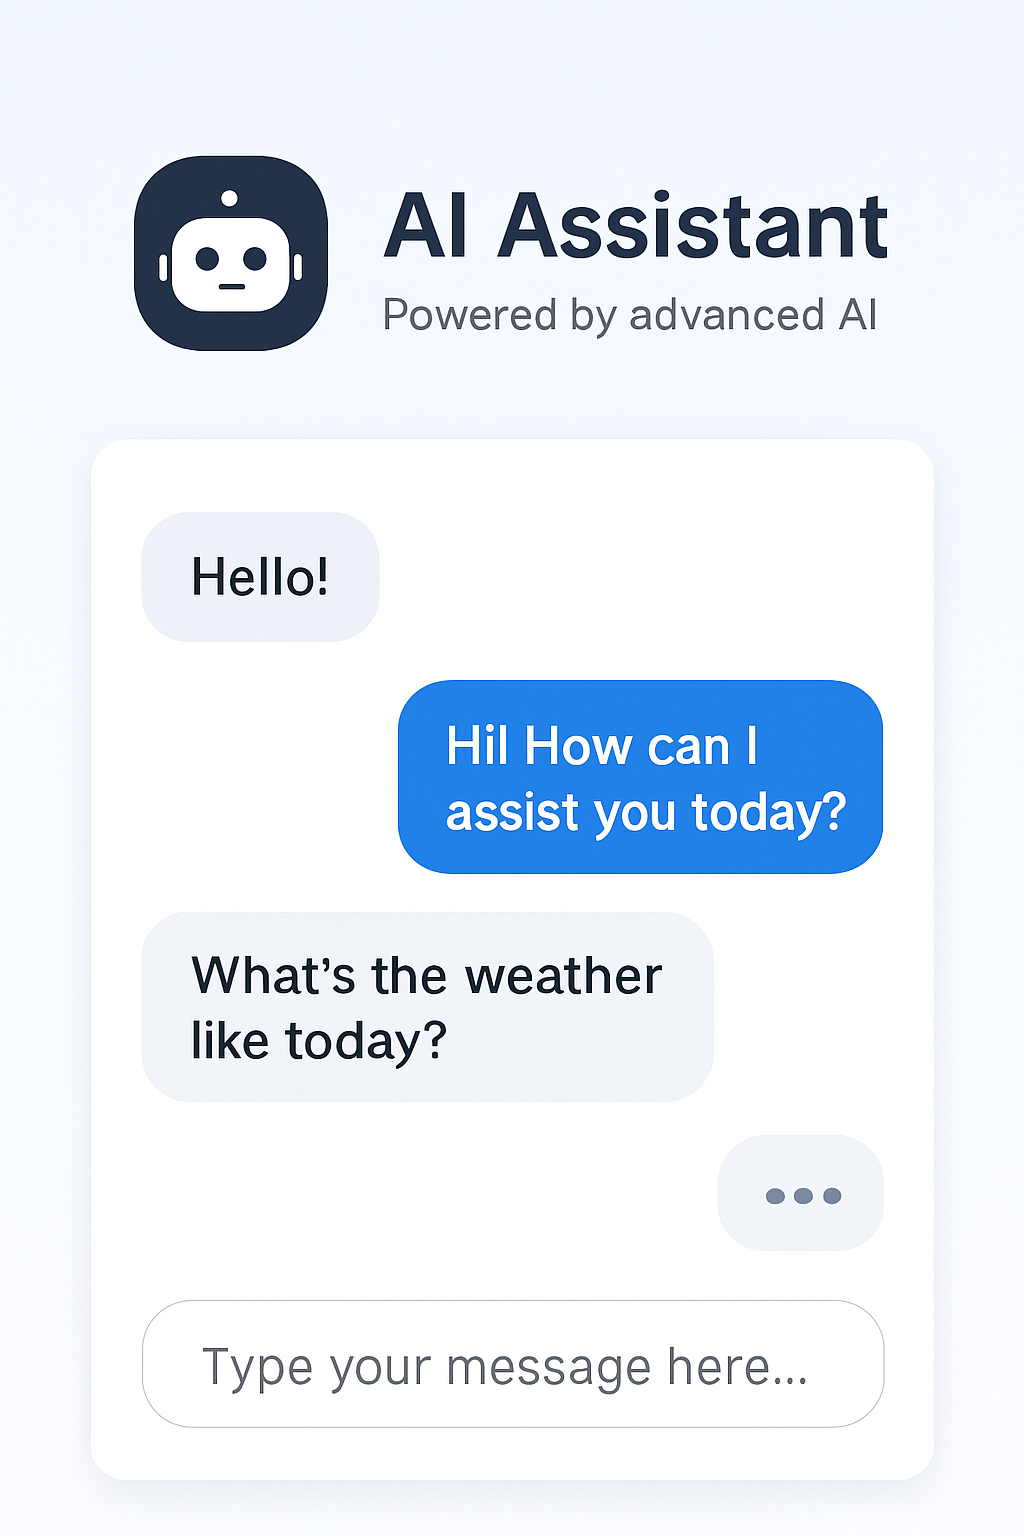 AI Assistant
Powered by advanced AI
Hello!
Hil How can I
assist you today?
What’s the weather
like today?
Type your message here...